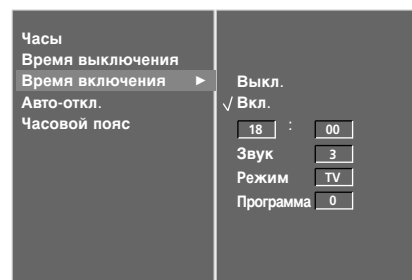 Часы
Время выключения
Время включения ►
Авто-откл.
Часовой пояс
Выкл.
√ Вкл.
18 : 00
Звук 3
Режим TV
Программа 0